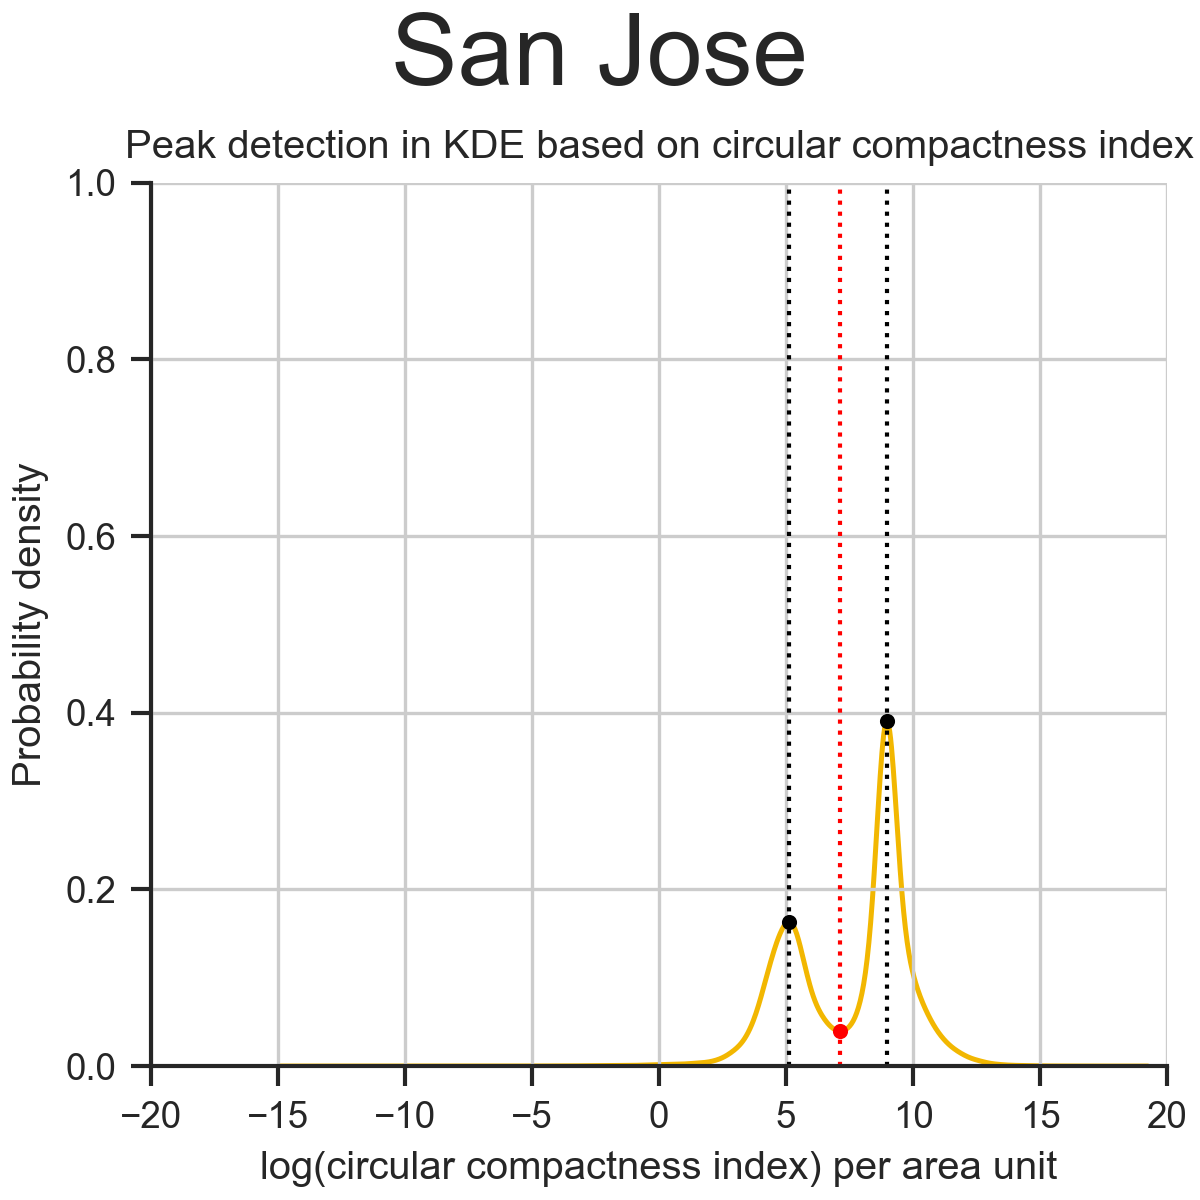 San Jose
Peak detection in KDE based on circular compactness index
1.0
0.8
0.6
0.4
0.2
0.0
Probability density
−20 −15 −10 −5 0 5 10 15 20
log(circular compactness index) per area unit